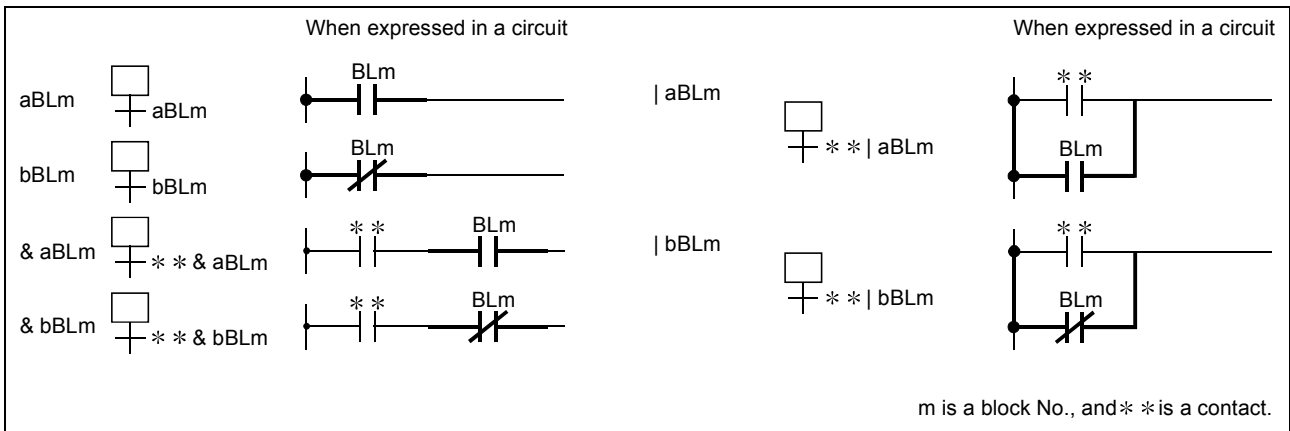 When expressed in a circuit
aBLm
aBLm
BLm
bBLm
bBLm
BLm
& aBLm
** & aBLm
** BLm
& bBLm
** & bBLm
** BLm
When expressed in a circuit
| aBLm
** | aBLm
**
BLm
| bBLm
** | bBLm
**
BLm
m is a block No., and ** is a contact.